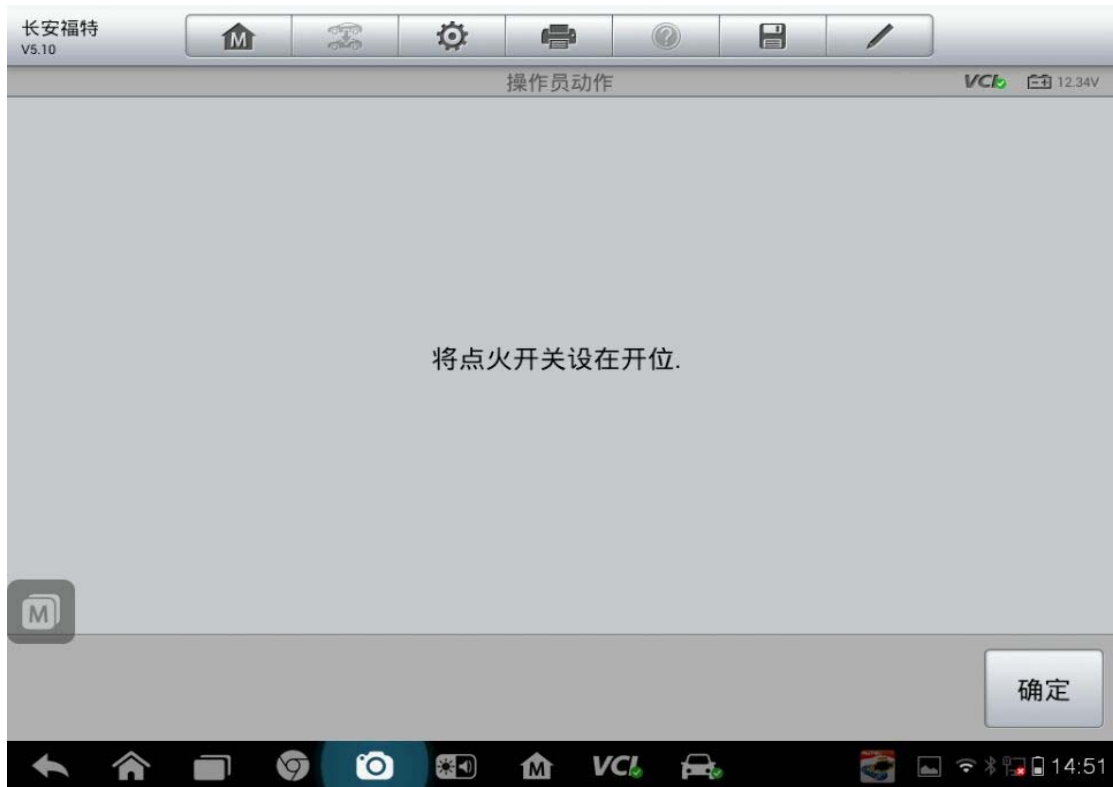 长安福特
V5.10
M
操作员动作
VCI
12.34V
将点火开关设在开位.
M
确定
M
VCI
14:51